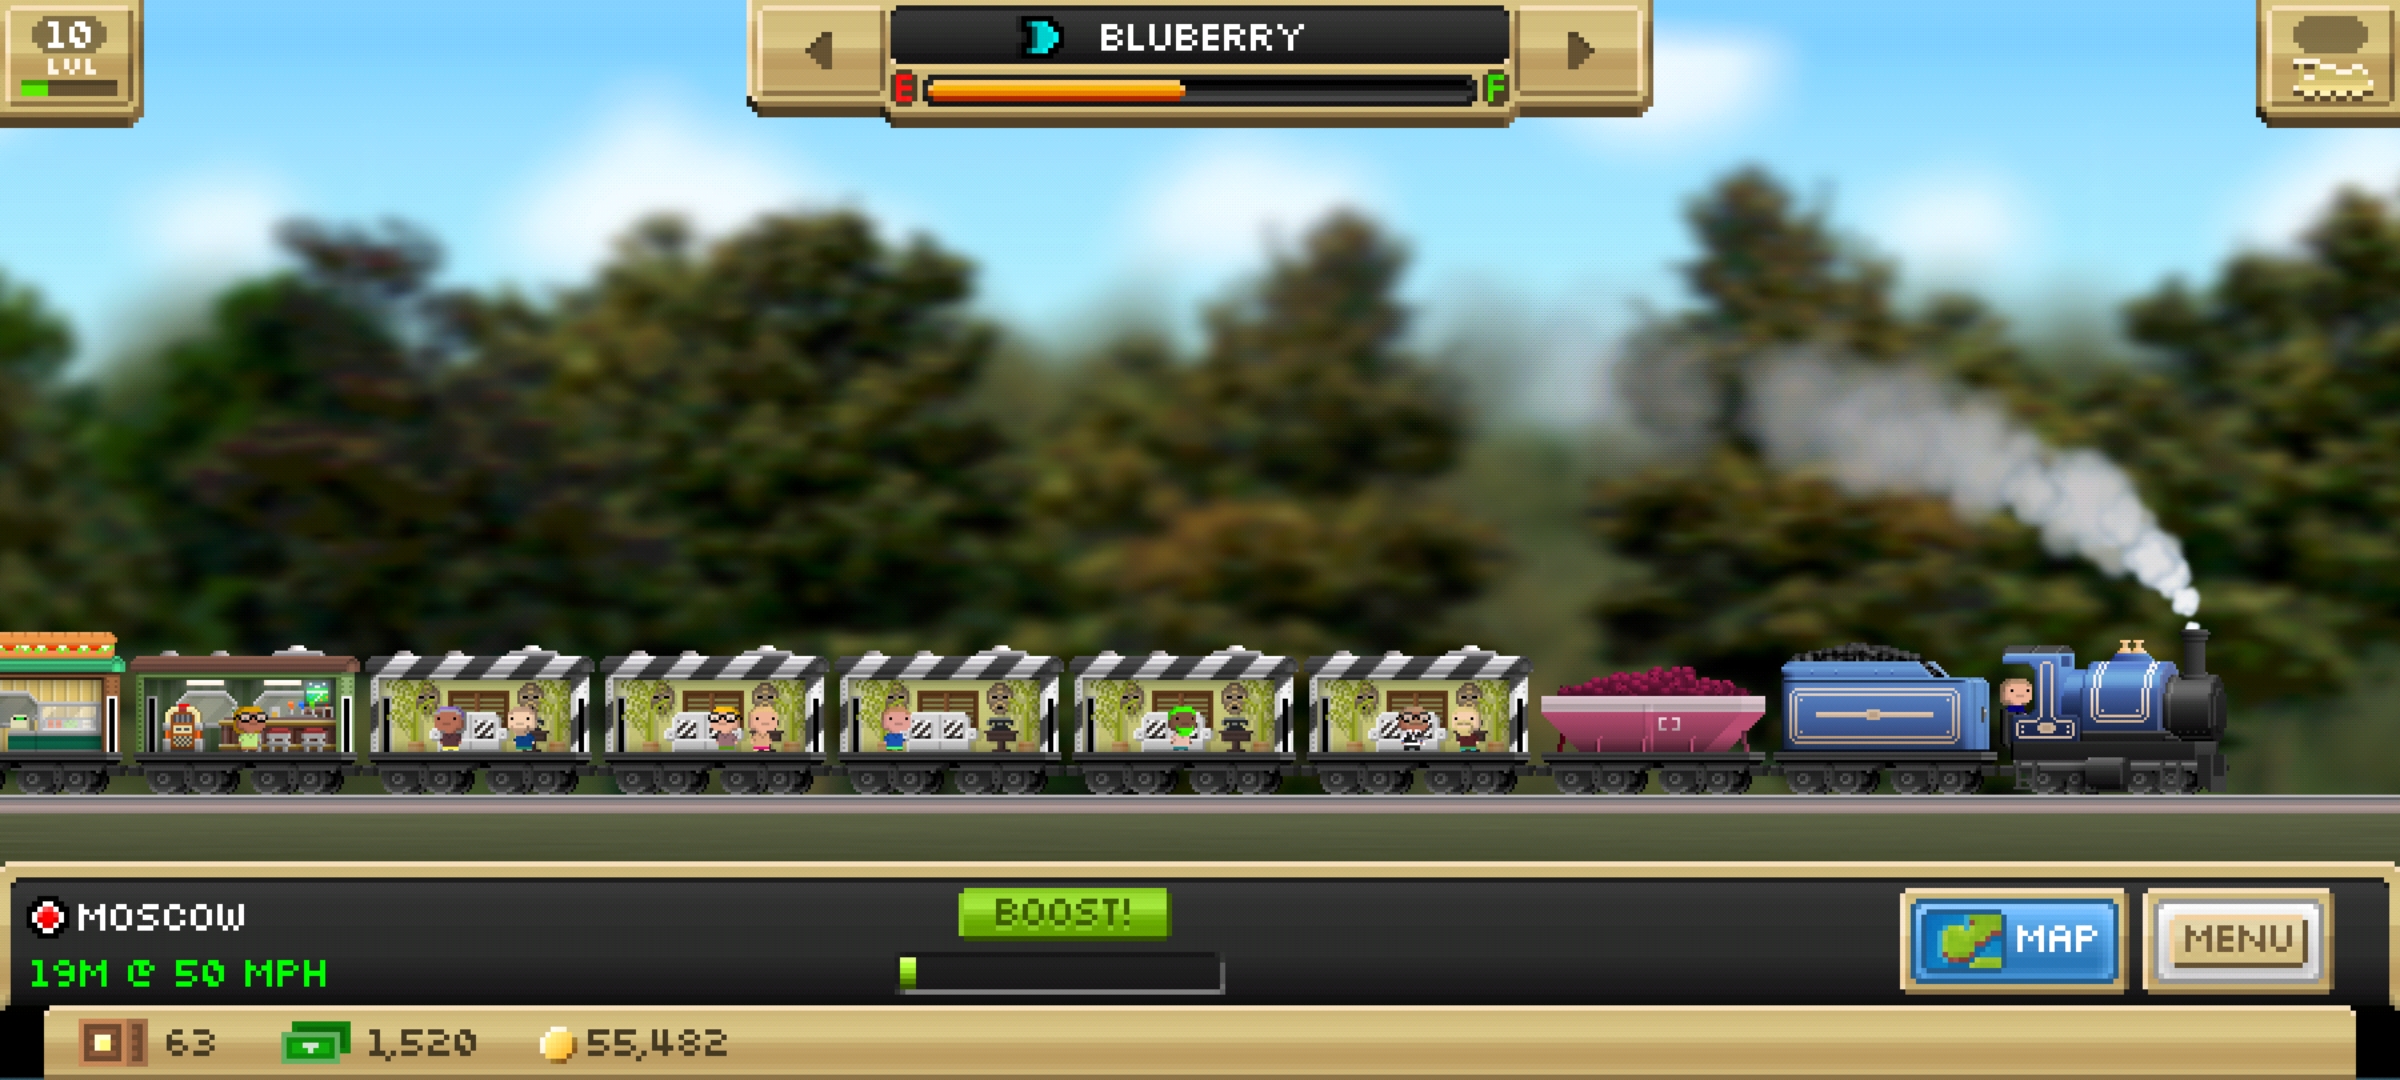 10
LVL
BLUBERRY
E F
MOSCOW
19M @ 50 MPH
BOOST!
MAP
MENU
63
1,520
55,482